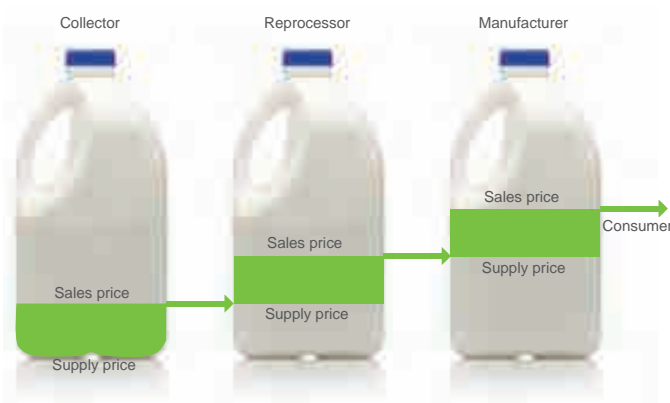 Collector
Reprocessor
Manufacturer
Sales price
Supply price
Sales price
Supply price
Sales price
Supply price
Consumer